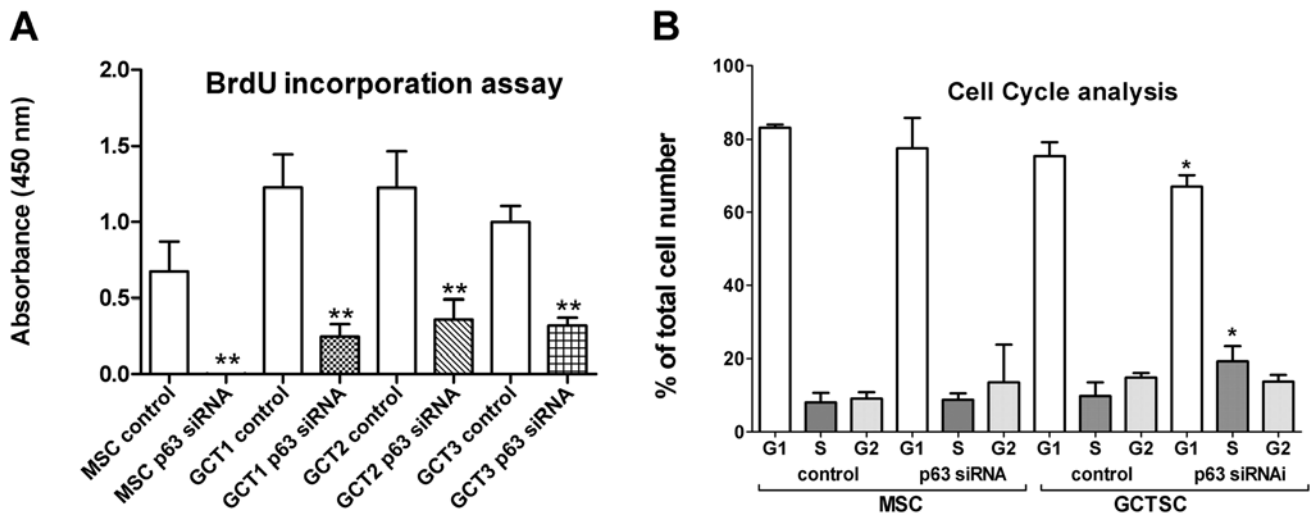 A
BrdU incorporation assay
Absorbance (450 nm)
2.0
1.5
1.0
0.5
0.0
**
**
**
**
MSC control
MSC p63 siRNA
GCT1 control
GCT1 p63 siRNA
GCT2 control
GCT2 p63 siRNA
GCT3 control
GCT3 p63 siRNA
B
Cell Cycle analysis
% of total cell number
100
80
60
40
20
0
*
*
G1 S G2 G1 S G2 G1 S G2 G1 S G2
control p63 siRNA control p63 siRNAi
MSC GCTSC